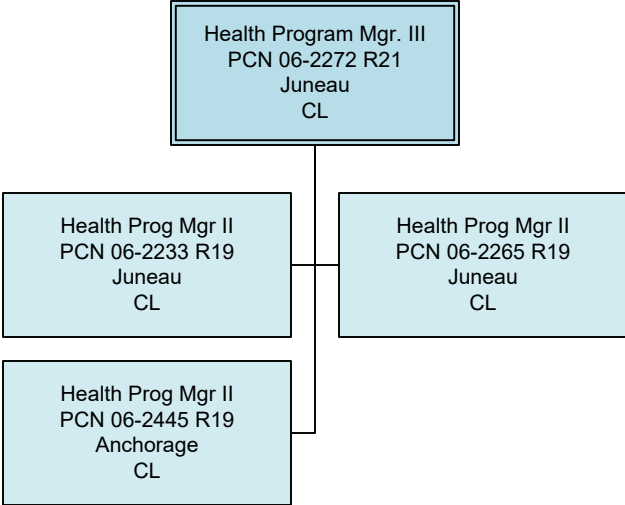 Health Program Mgr. III
PCN 06-2272 R21
Juneau
CL
Health Prog Mgr II
PCN 06-2233 R19
Juneau
CL
Health Prog Mgr II
PCN 06-2265 R19
Juneau
CL
Health Prog Mgr II
PCN 06-2445 R19
Anchorage
CL